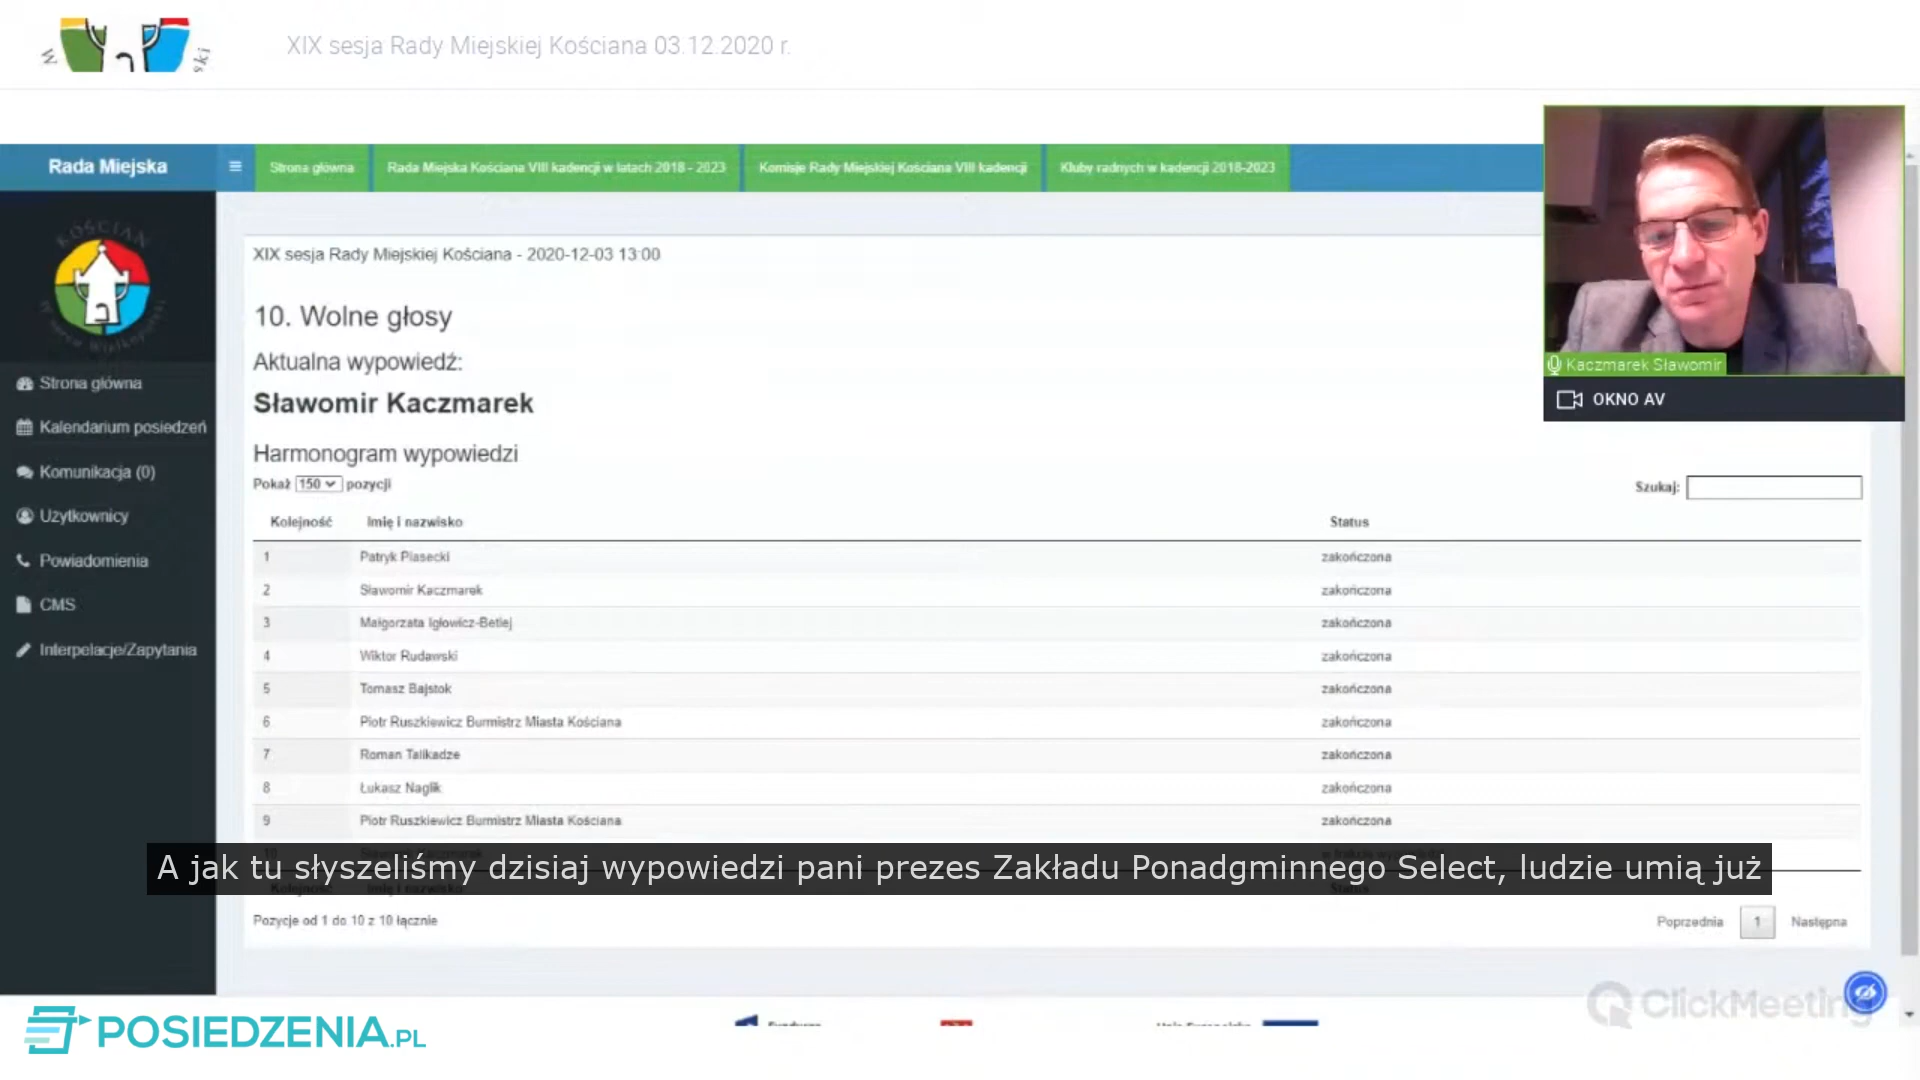 XIX sesja Rady Miejskiej Kościana 03.12.2020 r.
Rada Miejska
Strona główna
Rada Miejska Kościana VIII kadencji w latach 2018 - 2023
Komisje Rady Miejskiej Kościana VIII kadencji
Kluby radnych w kadencji 2018-2023
KOŚCIAN
Strona główna
Kalendarium posiedzeń
Komunikacja (0)
Użytkownicy
Powiadomienia
CMS
Interpelacje/Zapytania
XIX sesja Rady Miejskiej Kościana - 2020-12-03 13:00
10. Wolne głosy
Aktualna wypowiedź:
Sławomir Kaczmarek
Harmonogram wypowiedzi
Pokaż 150 pozycji
Szukaj:
Kolejność Imię i nazwisko Status
1 Patryk Piasecki zakończona
2 Sławomir Kaczmarek zakończona
3 Małgorzata Igłowicz-Betlej zakończona
4 Wiktor Rudawski zakończona
5 Tomasz Bajstok zakończona
6 Piotr Ruszkiewicz Burmistrz Miasta Kościana zakończona
7 Roman Talikadze zakończona
8 Łukasz Naglik zakończona
9 Piotr Ruszkiewicz Burmistrz Miasta Kościana zakończona
A jak tu słyszeliśmy dzisiaj wypowiedzi pani prezes Zakładu Ponadgminnego Select, ludzie umią już
Kolejność Imię i nazwisko Status
Pozycje od 1 do 10 z 10 łącznie
Poprzednia 1 Następna
Kaczmarek Sławomir
OKNO AV
ClickMeeting
POSIEDZENIA.PL